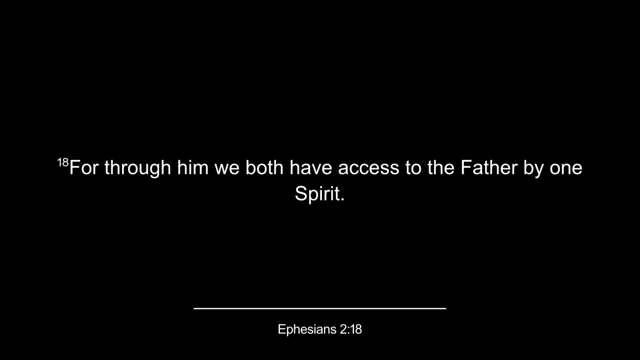 ¹⁸For through him we both have access to the Father by one
Spirit.
Ephesians 2:18